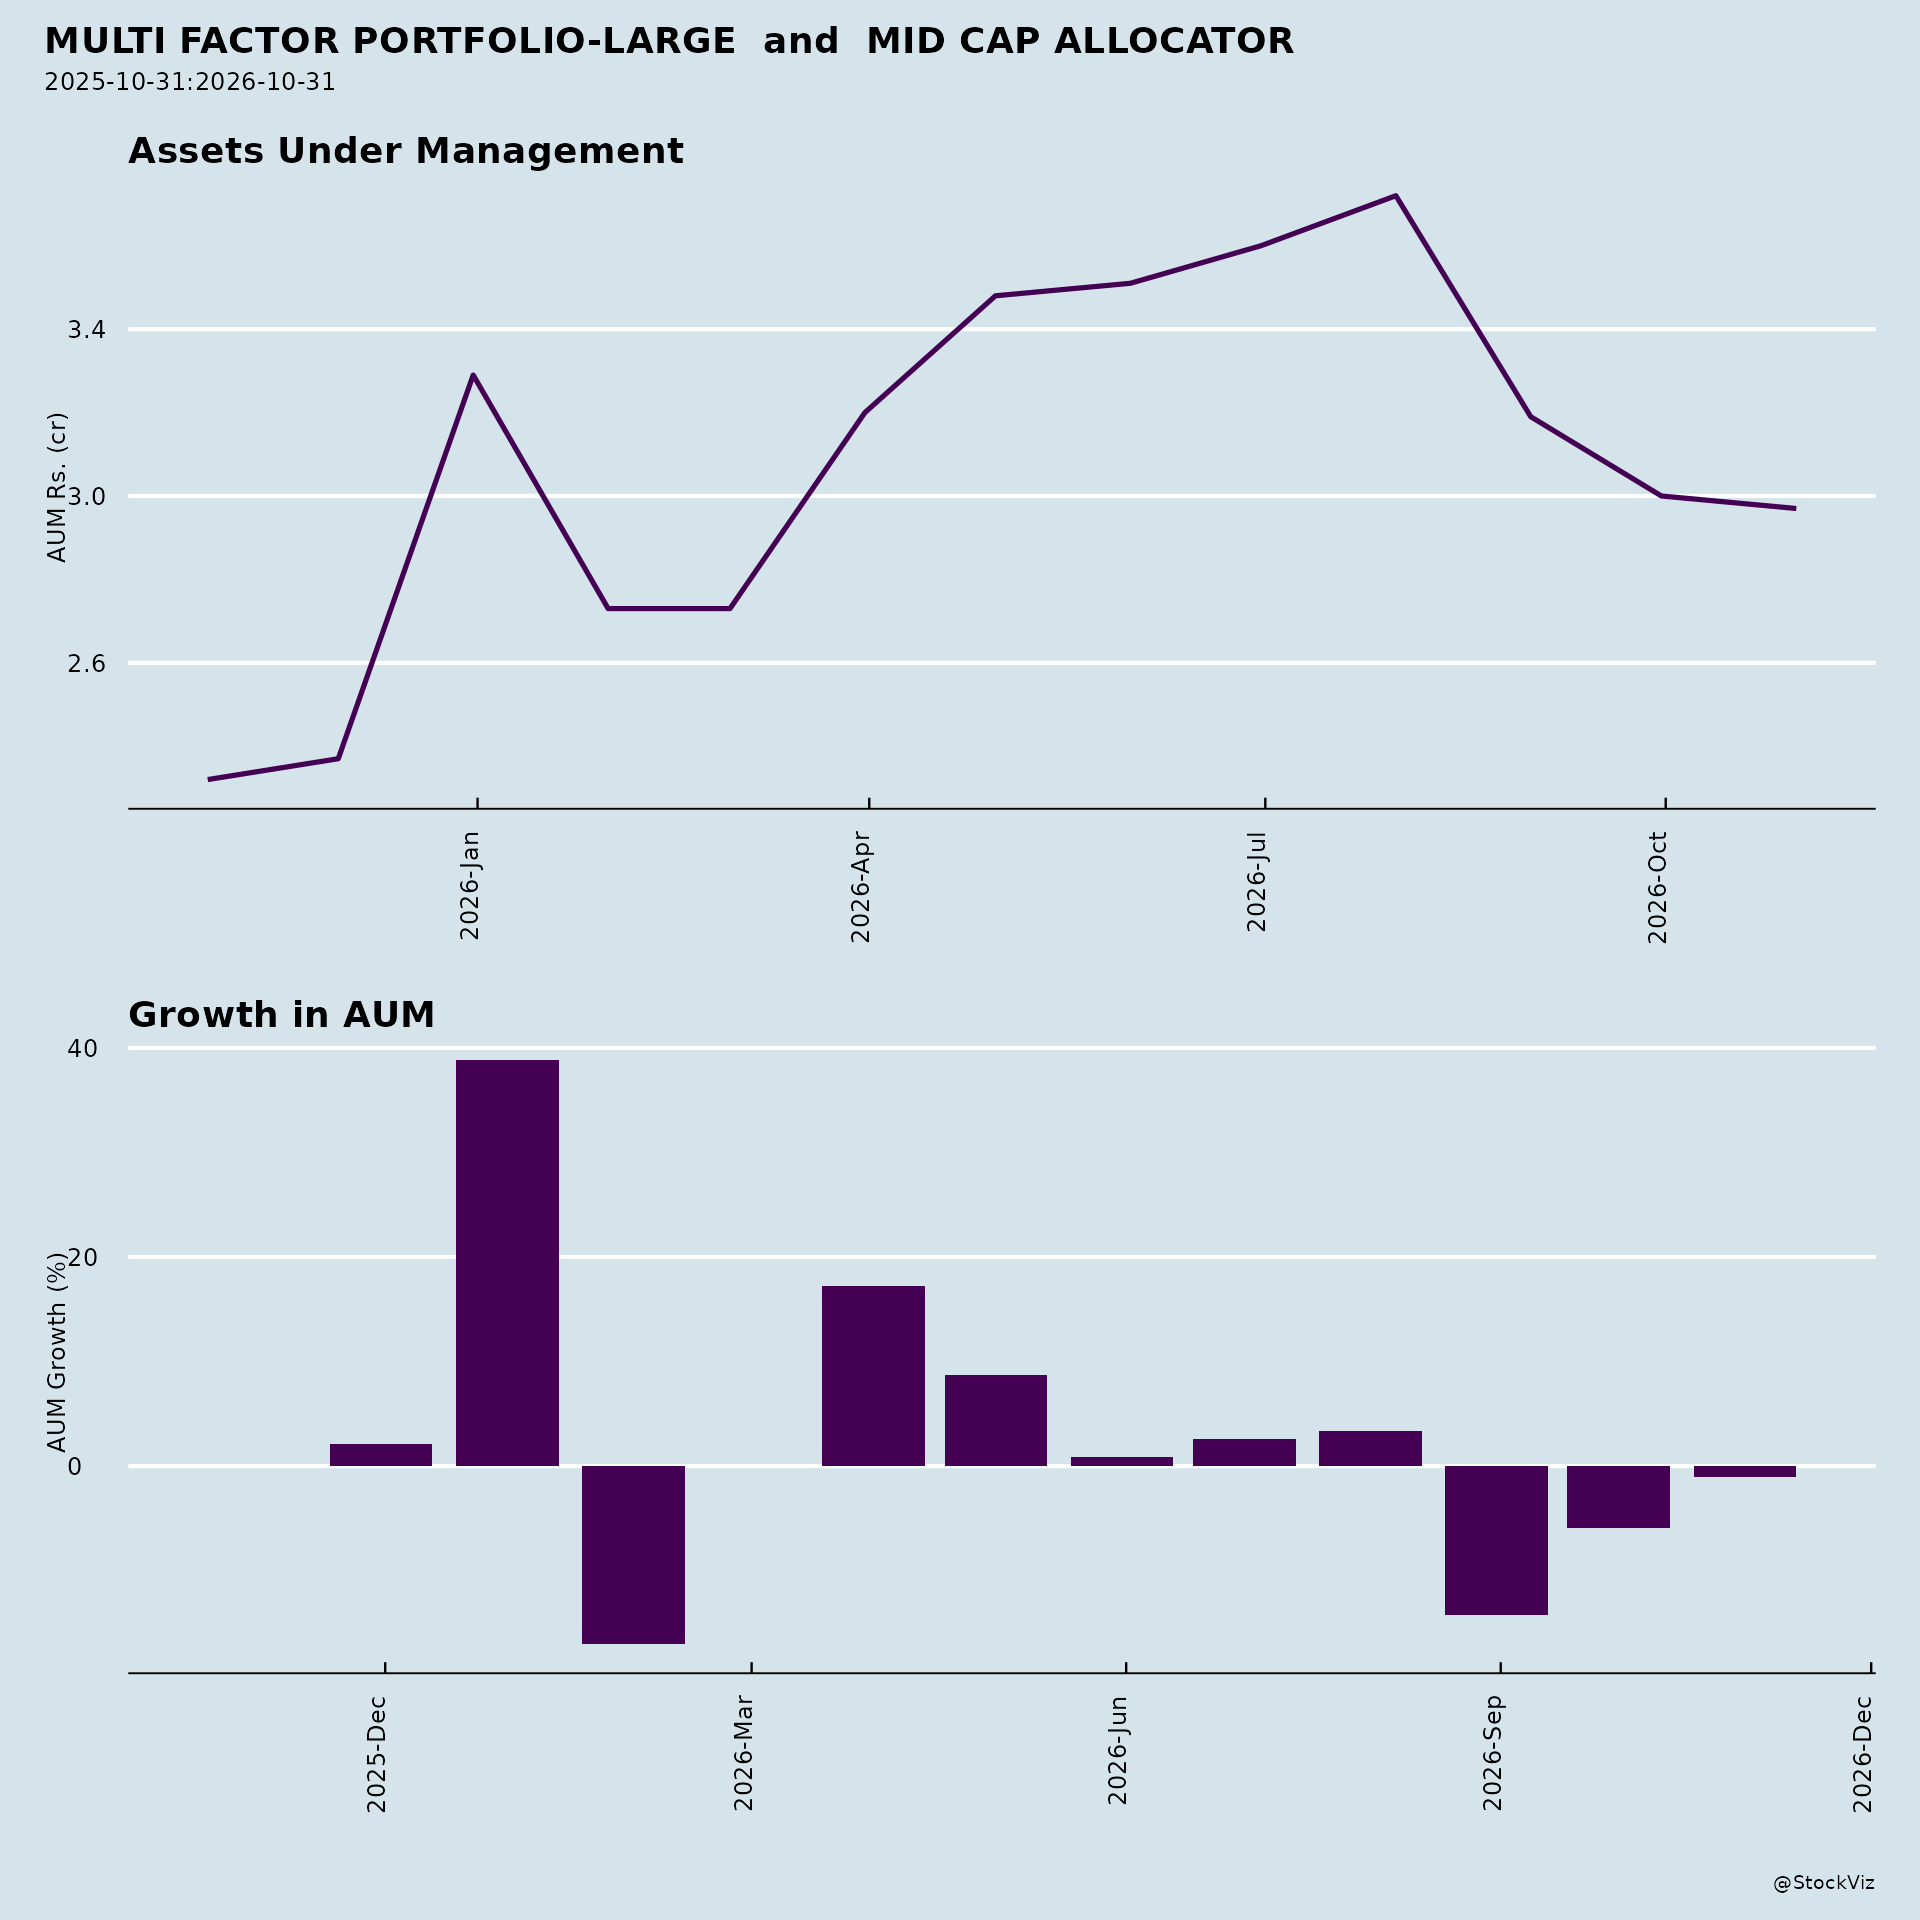 MULTI FACTOR PORTFOLIO-LARGE  and  MID CAP ALLOCATOR
2025-10-31:2026-10-31
Assets Under Management
AUM Rs. (cr)
3.4
3.0
2.6
2026-Jan
2026-Apr
2026-Jul
2026-Oct
Growth in AUM
AUM Growth (%)
40
20
0
2025-Dec
2026-Mar
2026-Jun
2026-Sep
2026-Dec
@StockViz